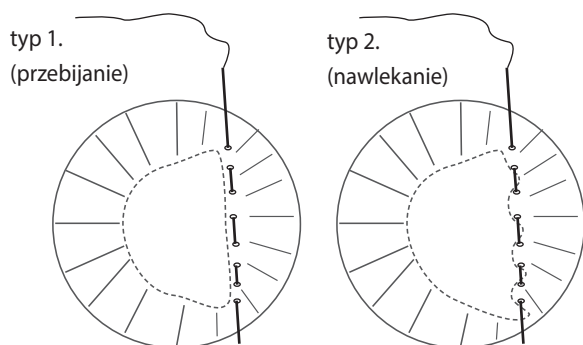 typ 1.
(przebijanie)
typ 2.
(nawlekanie)